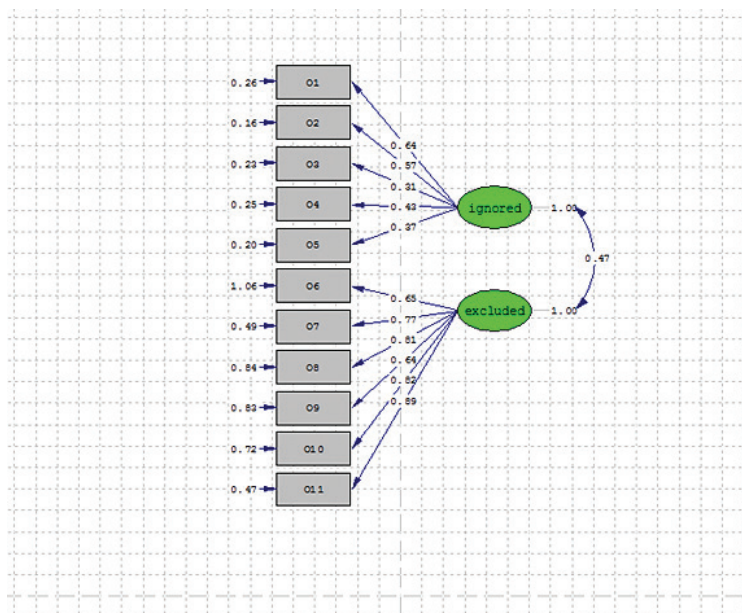 0.26 O1
0.16 O2
0.64
0.57
0.23 O3
0.31
0.25 O4
0.43
ignored
1.00
0.37
0.20 O5
0.47
1.06 O6
0.65
excluded
1.00
0.77
0.49 O7
0.81
0.64
0.84 O8
0.82
0.89
0.83 O9
0.72 O10
0.47 O11